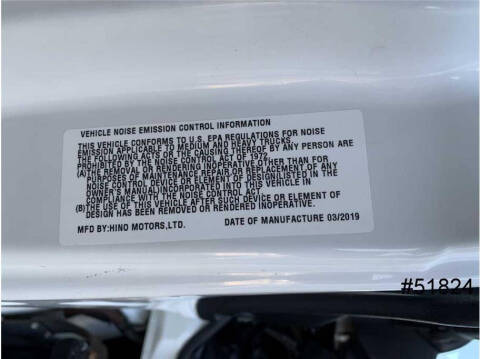 VEHICLE NOISE EMISSION CONTROL INFORMATION
THIS VEHICLE CONFORMS TO U.S. EPA REGULATIONS FOR NOISE
EMISSION APPLICABLE TO MEDIUM AND HEAVY TRUCKS.
THE FOLLOWING ACTS OR THE CAUSING THEREOF BY ANY PERSON ARE
PROHIBITED BY THE NOISE CONTROL ACT OF 1972.
(A)THE REMOVAL OR RENDERING INOPERATIVE OTHER THAN FOR
PURPOSES OF MAINTENANCE REPAIR,OR REPLACEMENT,OF ANY
NOISE CONTROL DEVICE OR ELEMENT OF DESIGN(LISTED IN THE
OWNER'S MANUAL)INCORPORATED INTO THIS VEHICLE IN
COMPLIANCE WITH THE NOISE CONTROL ACT.
(B)THE USE OF THIS VEHICLE AFTER SUCH DEVICE OR ELEMENT OF
DESIGN HAS BEEN REMOVED OR RENDERED INOPERATIVE.
MFD BY:HINO MOTORS,LTD. DATE OF MANUFACTURE 03/2019
#51824